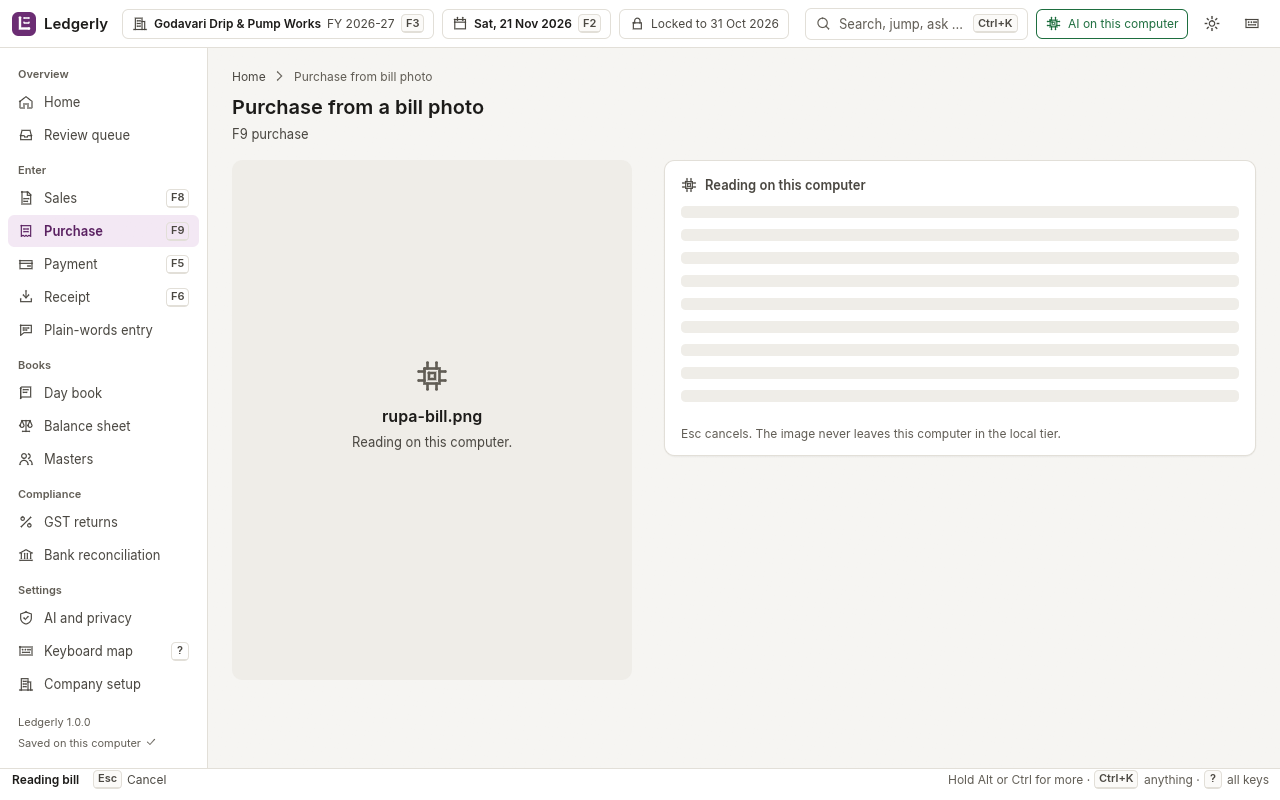 Ledgerly
Godavari Drip & Pump Works FY 2026-27 F3
Sat, 21 Nov 2026 F2
Locked to 31 Oct 2026
Search, jump, ask ... Ctrl+K
AI on this computer
Overview
Home
Review queue
Enter
Sales F8
Purchase F9
Payment F5
Receipt F6
Plain-words entry
Books
Day book
Balance sheet
Masters
Compliance
GST returns
Bank reconciliation
Settings
AI and privacy
Keyboard map ?
Company setup
Ledgerly 1.0.0
Saved on this computer
Home > Purchase from bill photo
Purchase from a bill photo
F9 purchase
rupa-bill.png
Reading on this computer.
Reading on this computer
Esc cancels. The image never leaves this computer in the local tier.
Reading bill Esc Cancel
Hold Alt or Ctrl for more · Ctrl+K anything · ? all keys